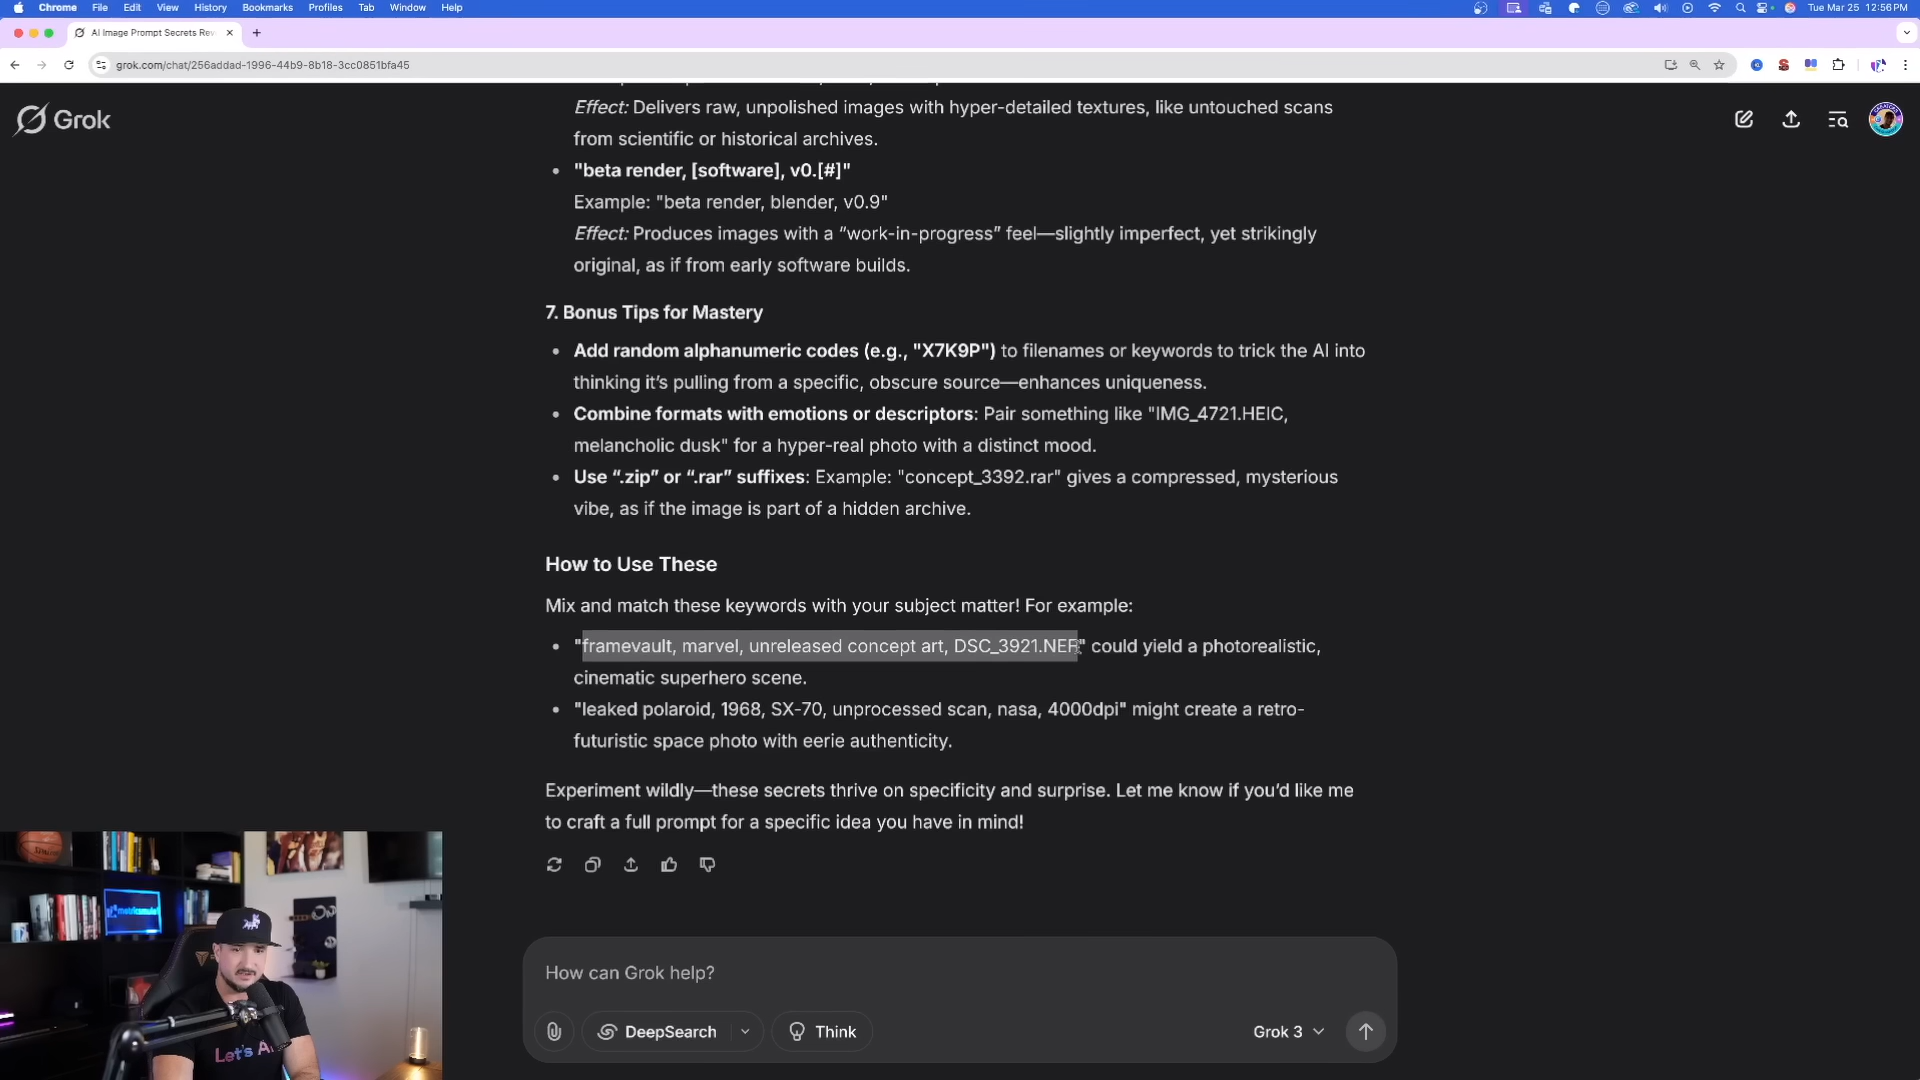 Chrome File Edit View History Bookmarks Profiles Tab Window Help
Tue Mar 25 12:56 PM
AI Image Prompt Secrets Rev
grok.com/chat/256addad-1996-44b9-8b18-3cc0851bfa45
Grok
Effect: Delivers raw, unpolished images with hyper-detailed textures, like untouched scans
from scientific or historical archives.
"beta render, [software], v0.[#]"
Example: "beta render, blender, v0.9"
Effect: Produces images with a “work-in-progress” feel—slightly imperfect, yet strikingly
original, as if from early software builds.
7. Bonus Tips for Mastery
Add random alphanumeric codes (e.g., "X7K9P") to filenames or keywords to trick the AI into
thinking it’s pulling from a specific, obscure source—enhances uniqueness.
Combine formats with emotions or descriptors: Pair something like "IMG_4721.HEIC,
melancholic dusk" for a hyper-real photo with a distinct mood.
Use “.zip” or “.rar” suffixes: Example: "concept_3392.rar" gives a compressed, mysterious
vibe, as if the image is part of a hidden archive.
How to Use These
Mix and match these keywords with your subject matter! For example:
"framevault, marvel, unreleased concept art, DSC_3921.NEF" could yield a photorealistic,
cinematic superhero scene.
"leaked polaroid, 1968, SX-70, unprocessed scan, nasa, 4000dpi" might create a retro-
futuristic space photo with eerie authenticity.
Experiment wildly—these secrets thrive on specificity and surprise. Let me know if you’d like me
to craft a full prompt for a specific idea you have in mind!
How can Grok help?
DeepSearch Think Grok 3
Let's AI